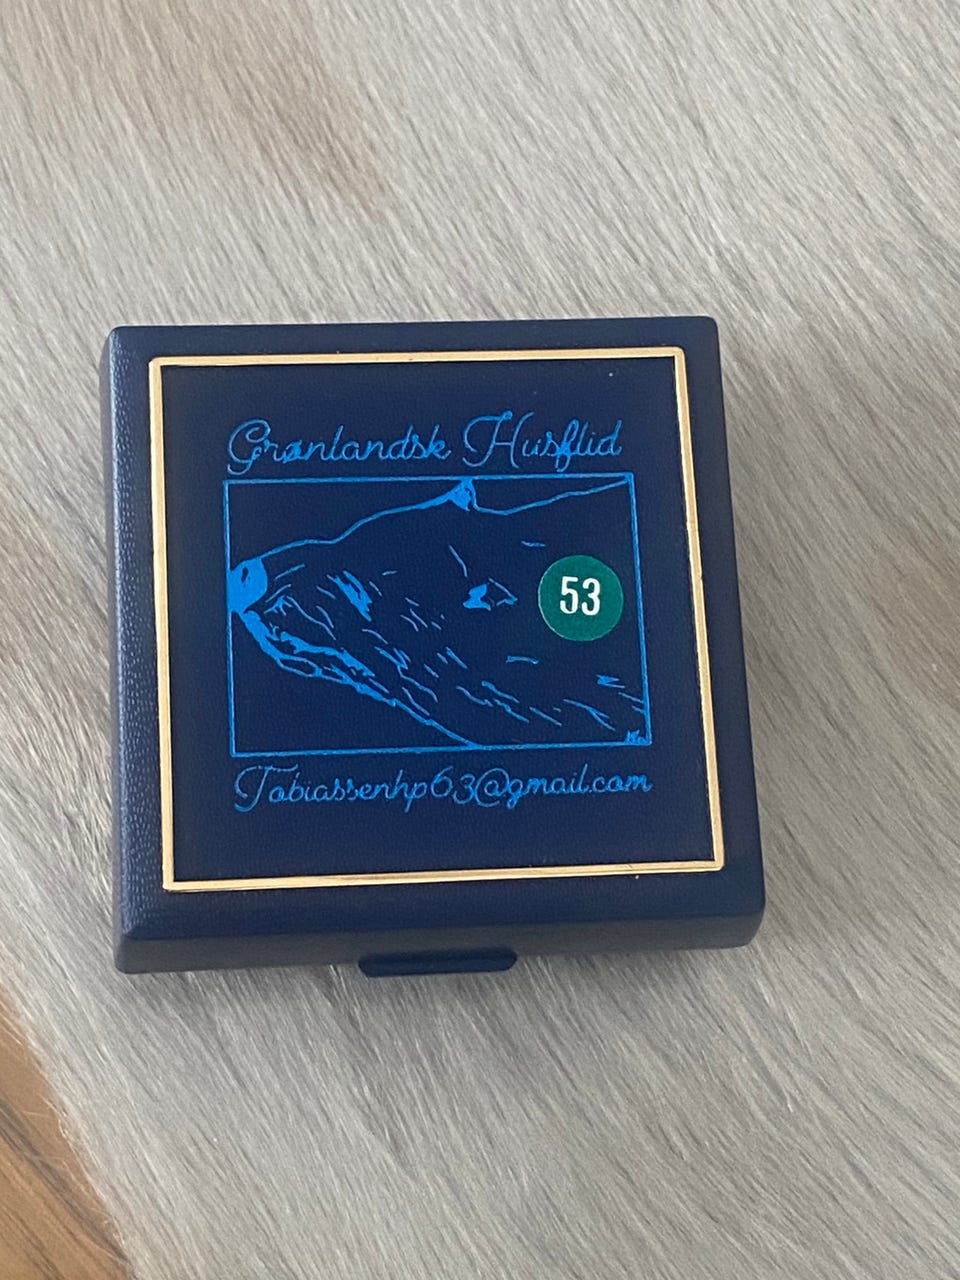 Grønlandsk Husflid
53
Tobiassenhp63@gmail.com